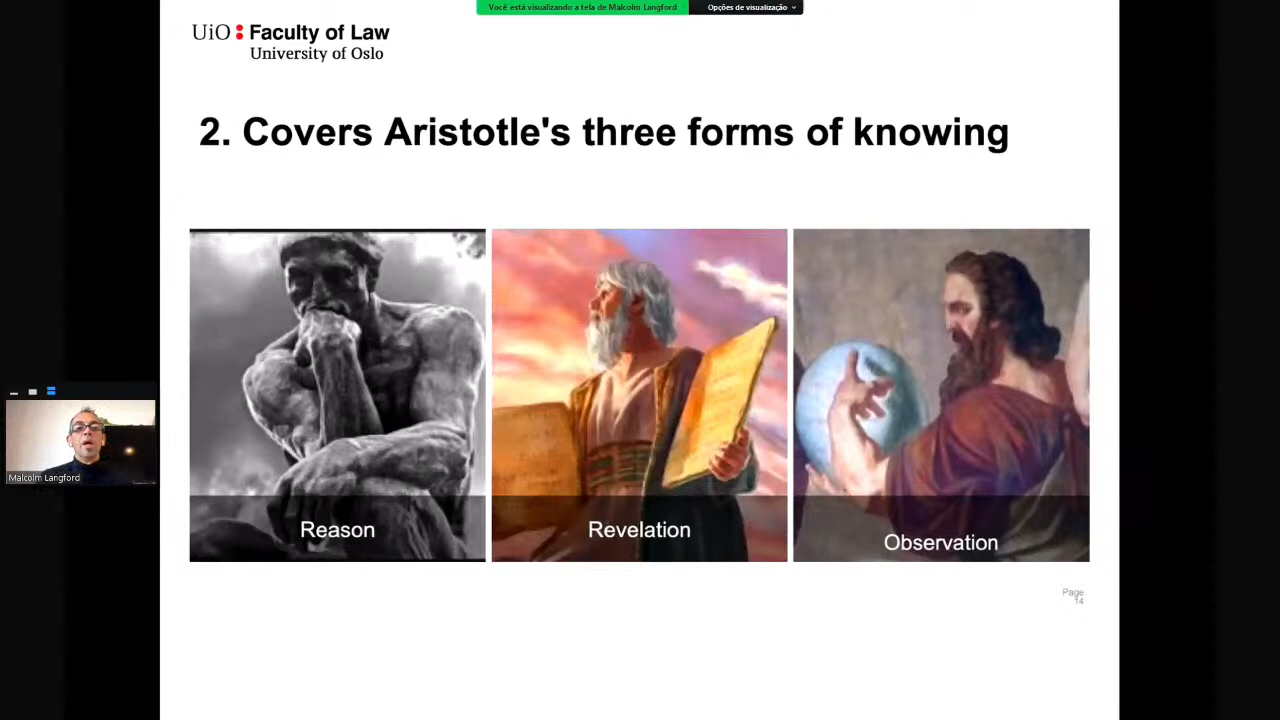 Você está visualizando a tela de Malcolm Langford
Opções de visualização
UiO : Faculty of Law
University of Oslo
2. Covers Aristotle's three forms of knowing
Malcolm Langford
Reason
Revelation
Observation
Page
14